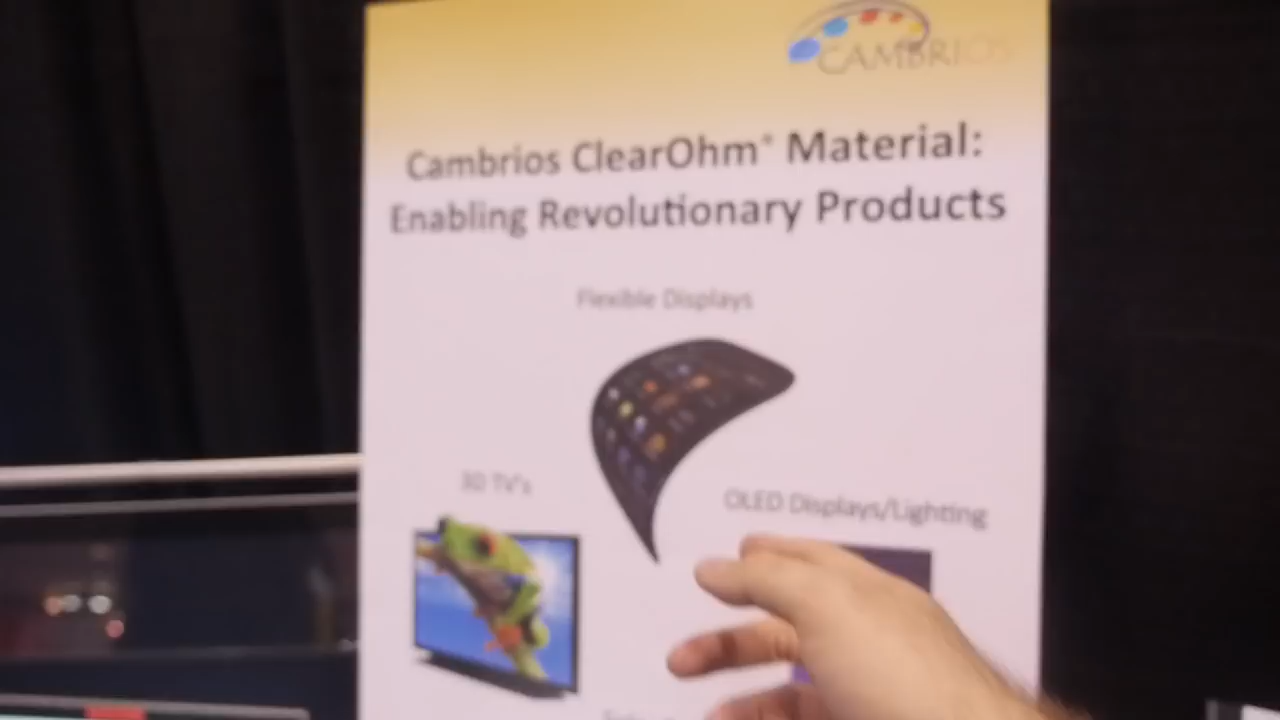 CAMBRIOS
Cambrios ClearOhm® Material:
Enabling Revolutionary Products
Flexible Displays
3D TV's
OLED Displays/Lighting